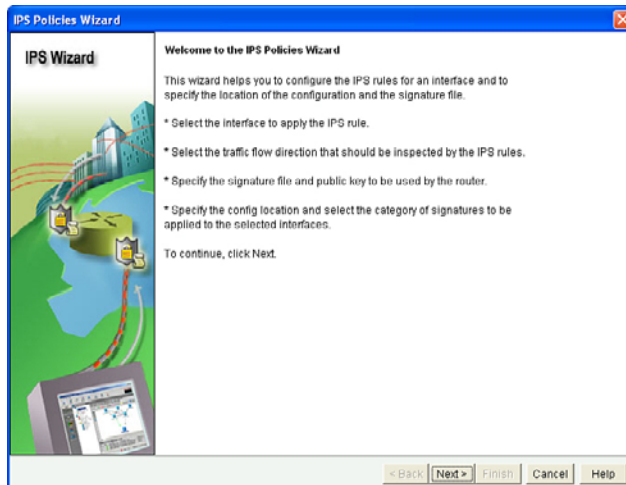 IPS Policies Wizard
IPS Wizard
Welcome to the IPS Policies Wizard
This wizard helps you to configure the IPS rules for an interface and to
specify the location of the configuration and the signature file.
* Select the interface to apply the IPS rule.
* Select the traffic flow direction that should be inspected by the IPS rules.
* Specify the signature file and public key to be used by the router.
* Specify the config location and select the category of signatures to be
applied to the selected interfaces.
To continue, click Next.
< Back Next > Finish Cancel Help